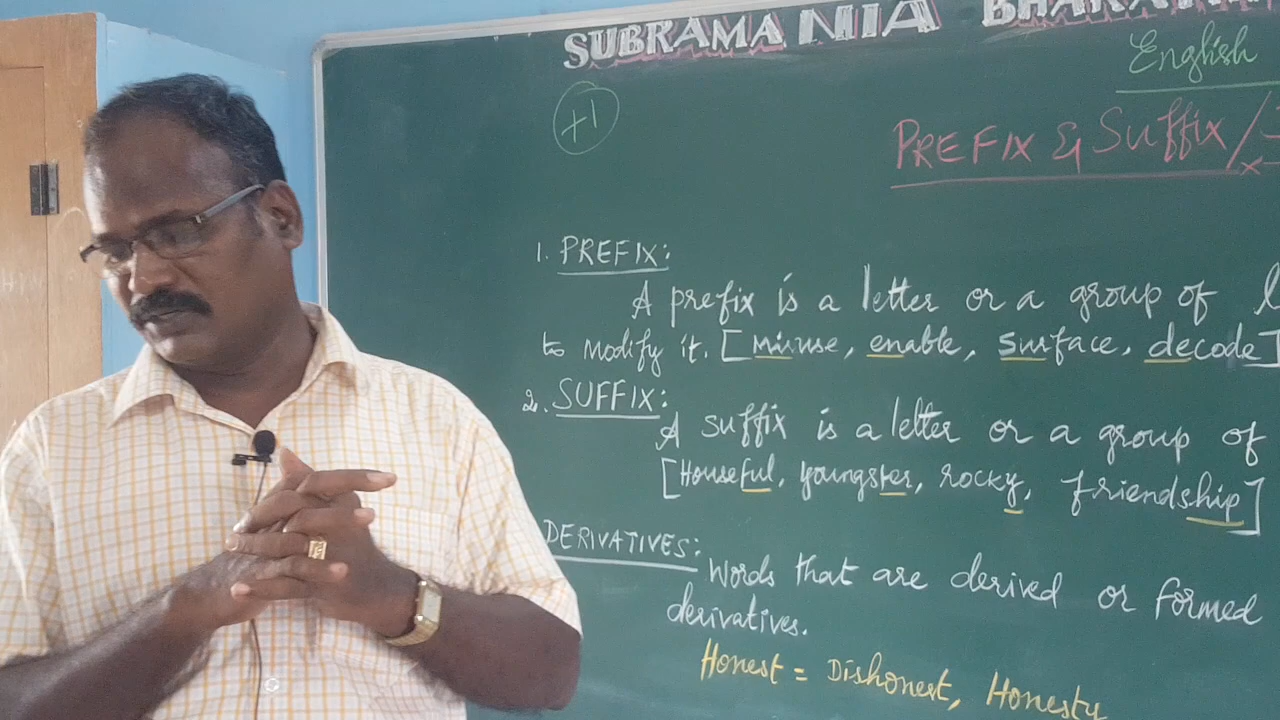 SUBRAMANIA
English
+1
PREFIX & SUFFIX /
1. PREFIX:
A prefix is a letter or a group of
to modify it. [Misuse, enable, surface, decode]
2. SUFFIX:
A suffix is a letter or a group of
[Houseful, youngster, rocky, friendship]
DERIVATIVES:
Words that are derived or formed
derivatives.
Honest = Dishonest, Honesty